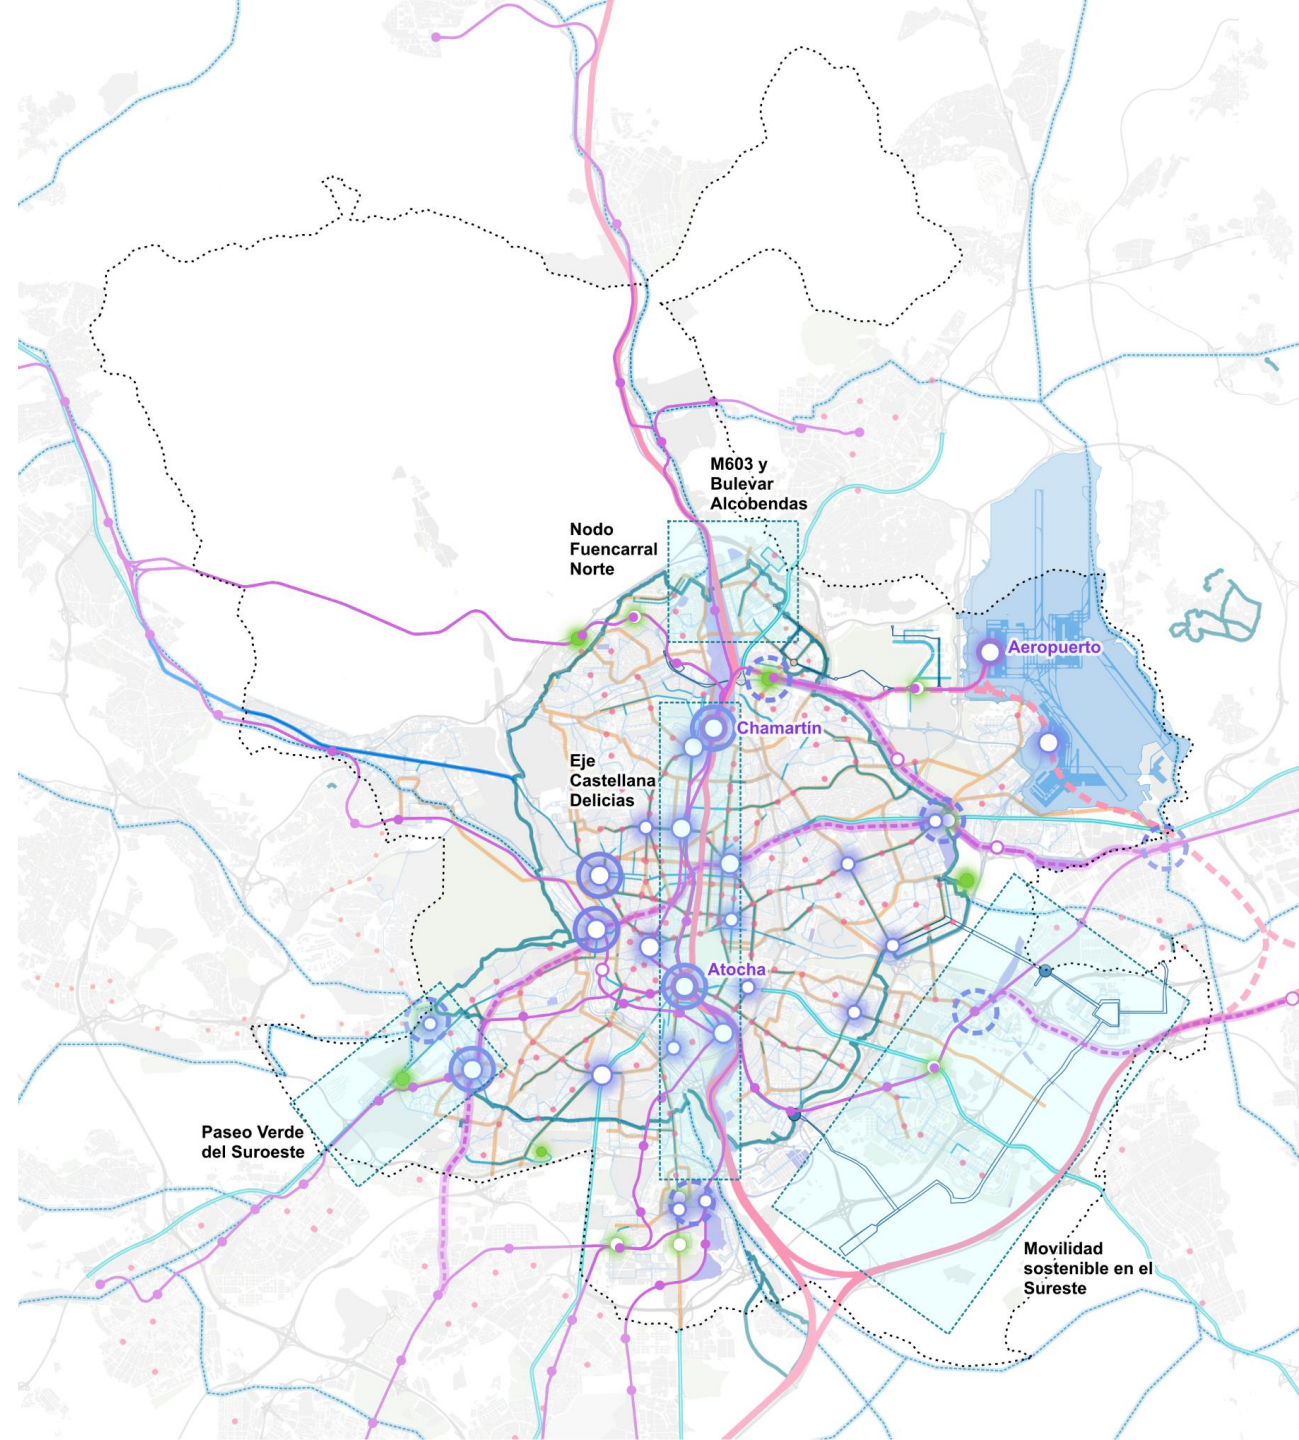 M603 y
Bulevar
Alcobendas
Nodo
Fuencarral
Norte
Aeropuerto
Chamartín
Eje
Castellana
Delicias
Atocha
Paseo Verde
del Suroeste
Movilidad
sostenible en el
Sureste